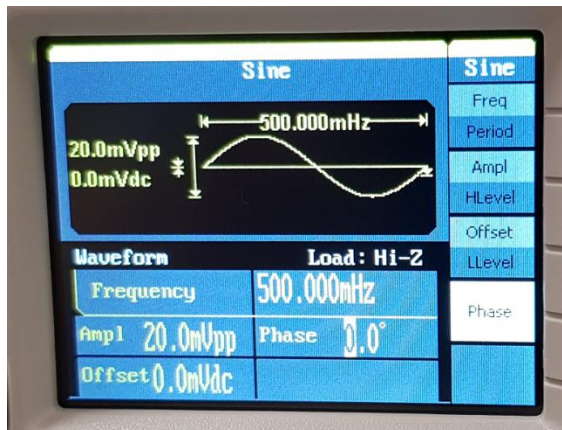 Sine
Sine
500.000mHz
20.0mVpp
0.0mVdc
Freq
Period
Ampl
HLevel
Offset
LLevel
Phase
Waveform Load: Hi-Z
Frequency 500.000mHz
Ampl 20.0mVpp Phase 0.0°
Offset 0.0mVdc